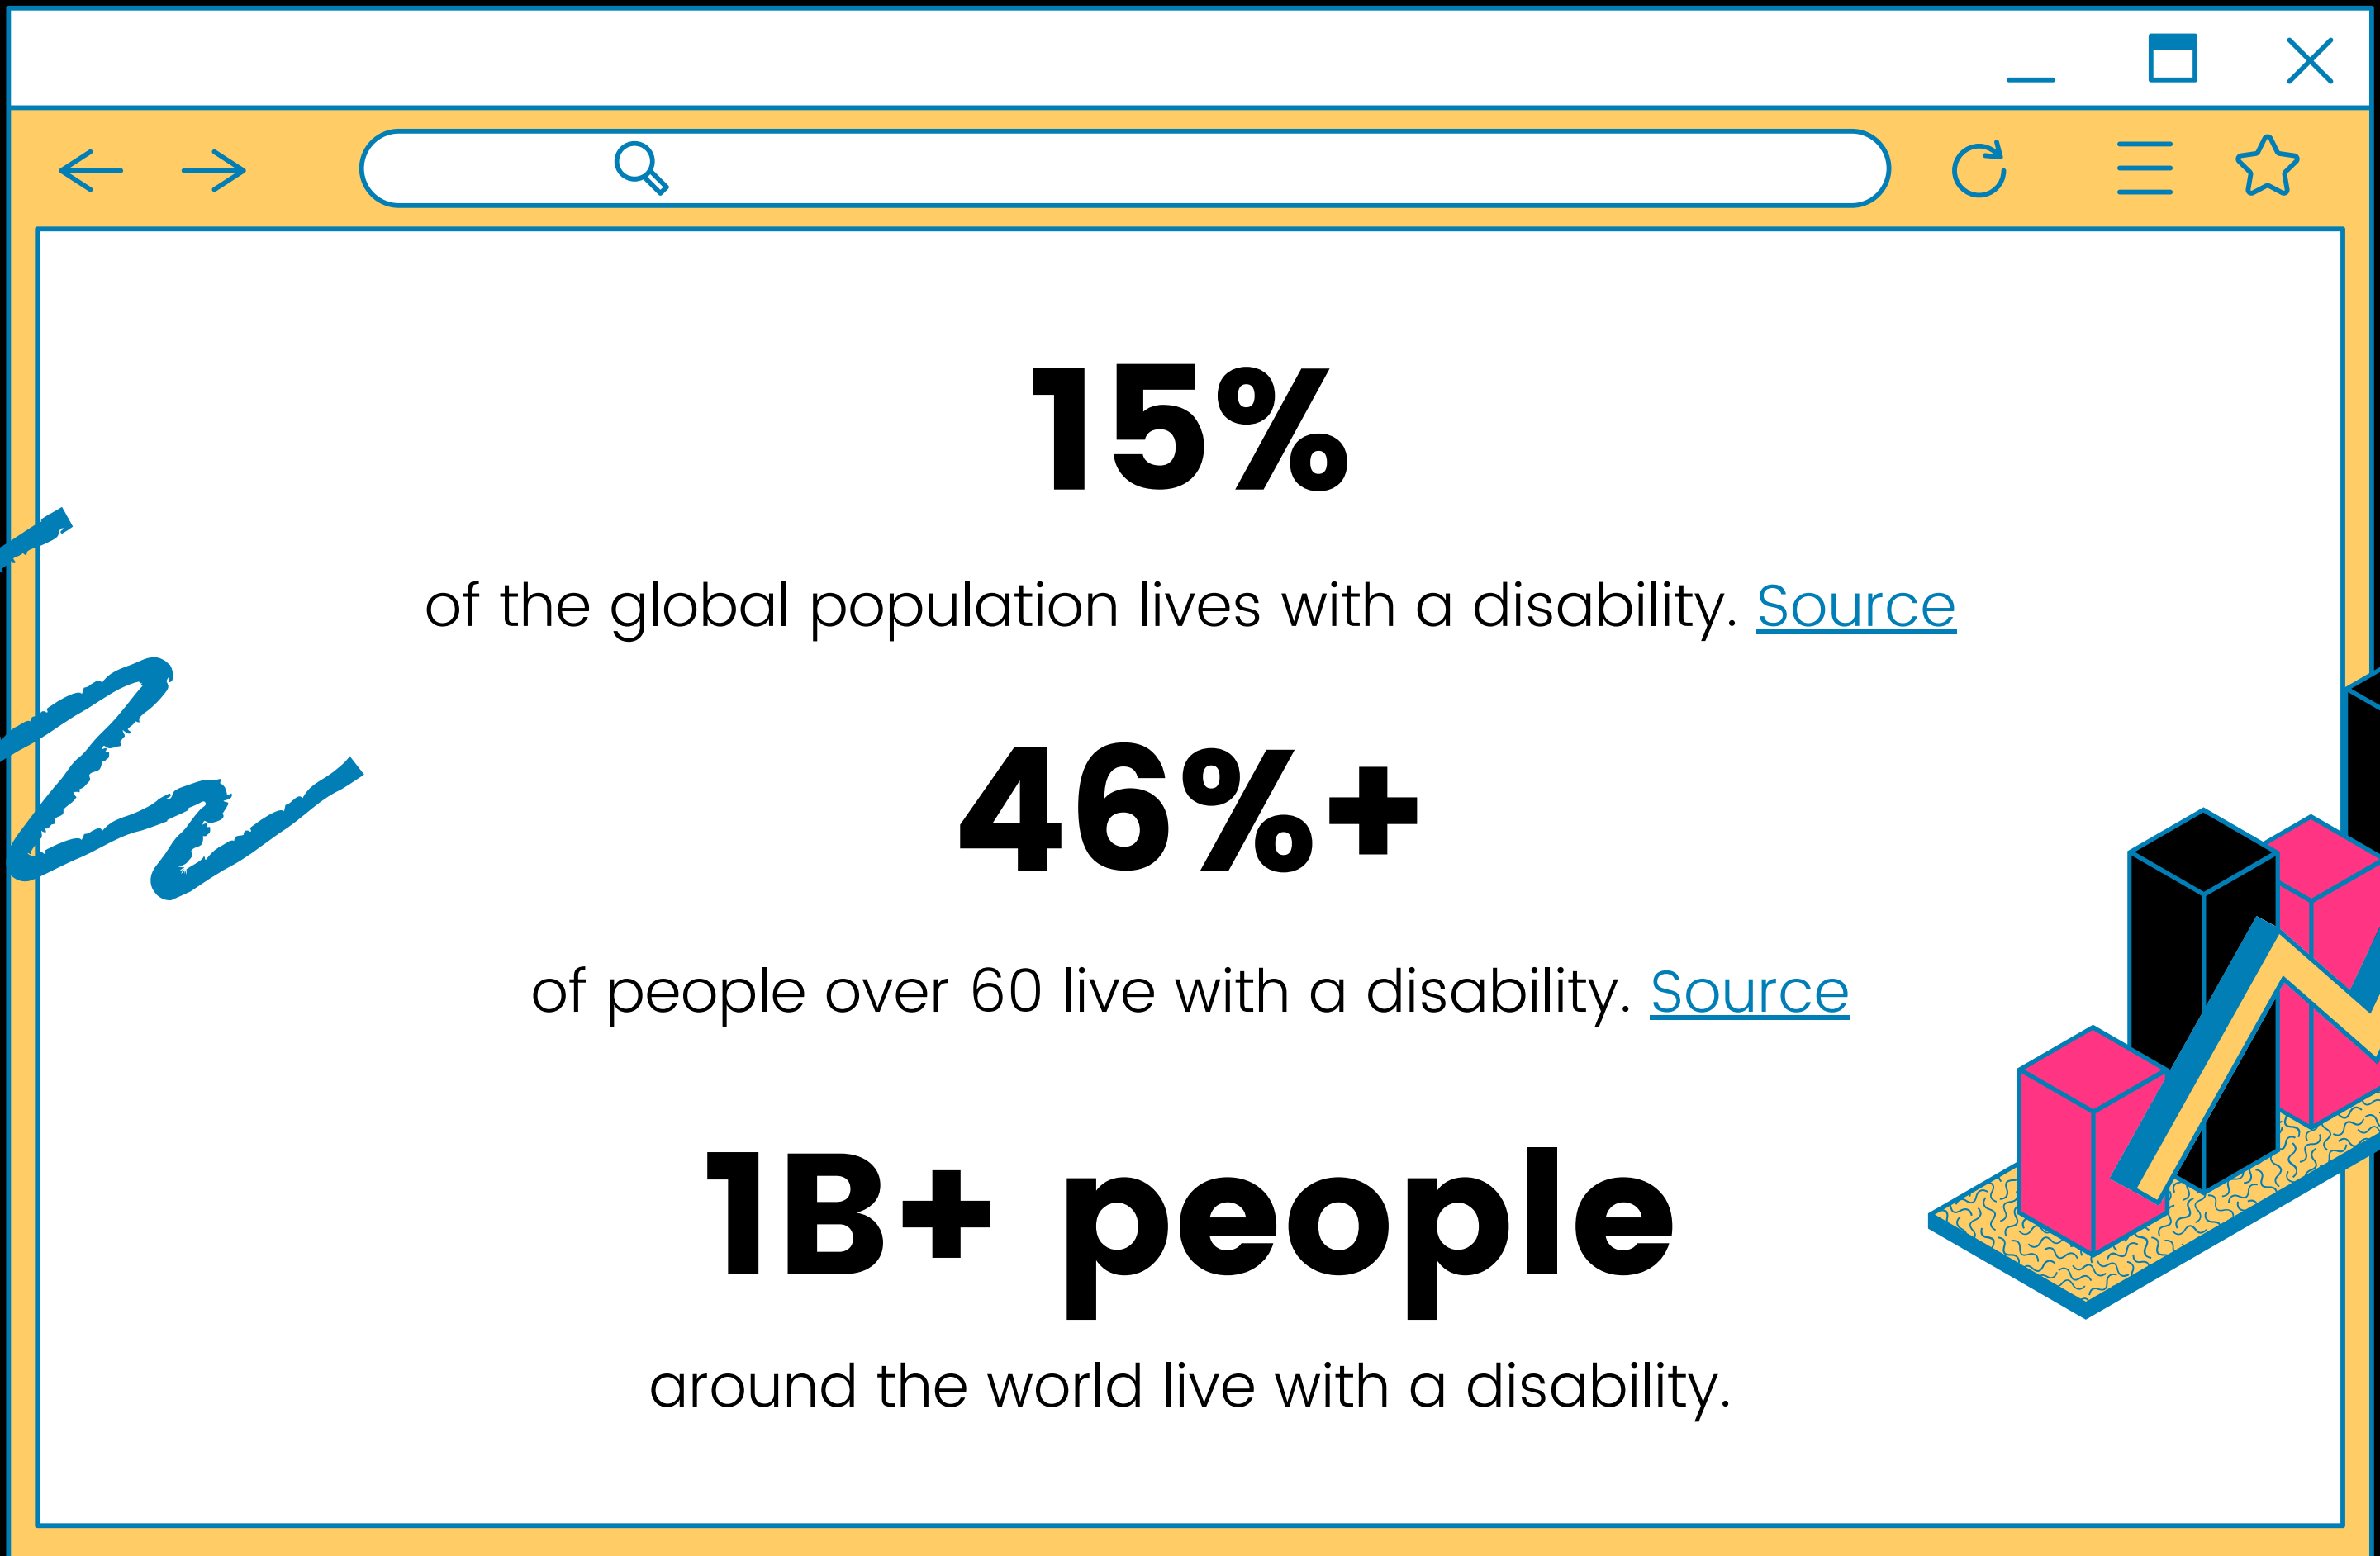 15%
of the global population lives with a disability. Source
46%+
of people over 60 live with a disability. Source
1B+ people
around the world live with a disability.